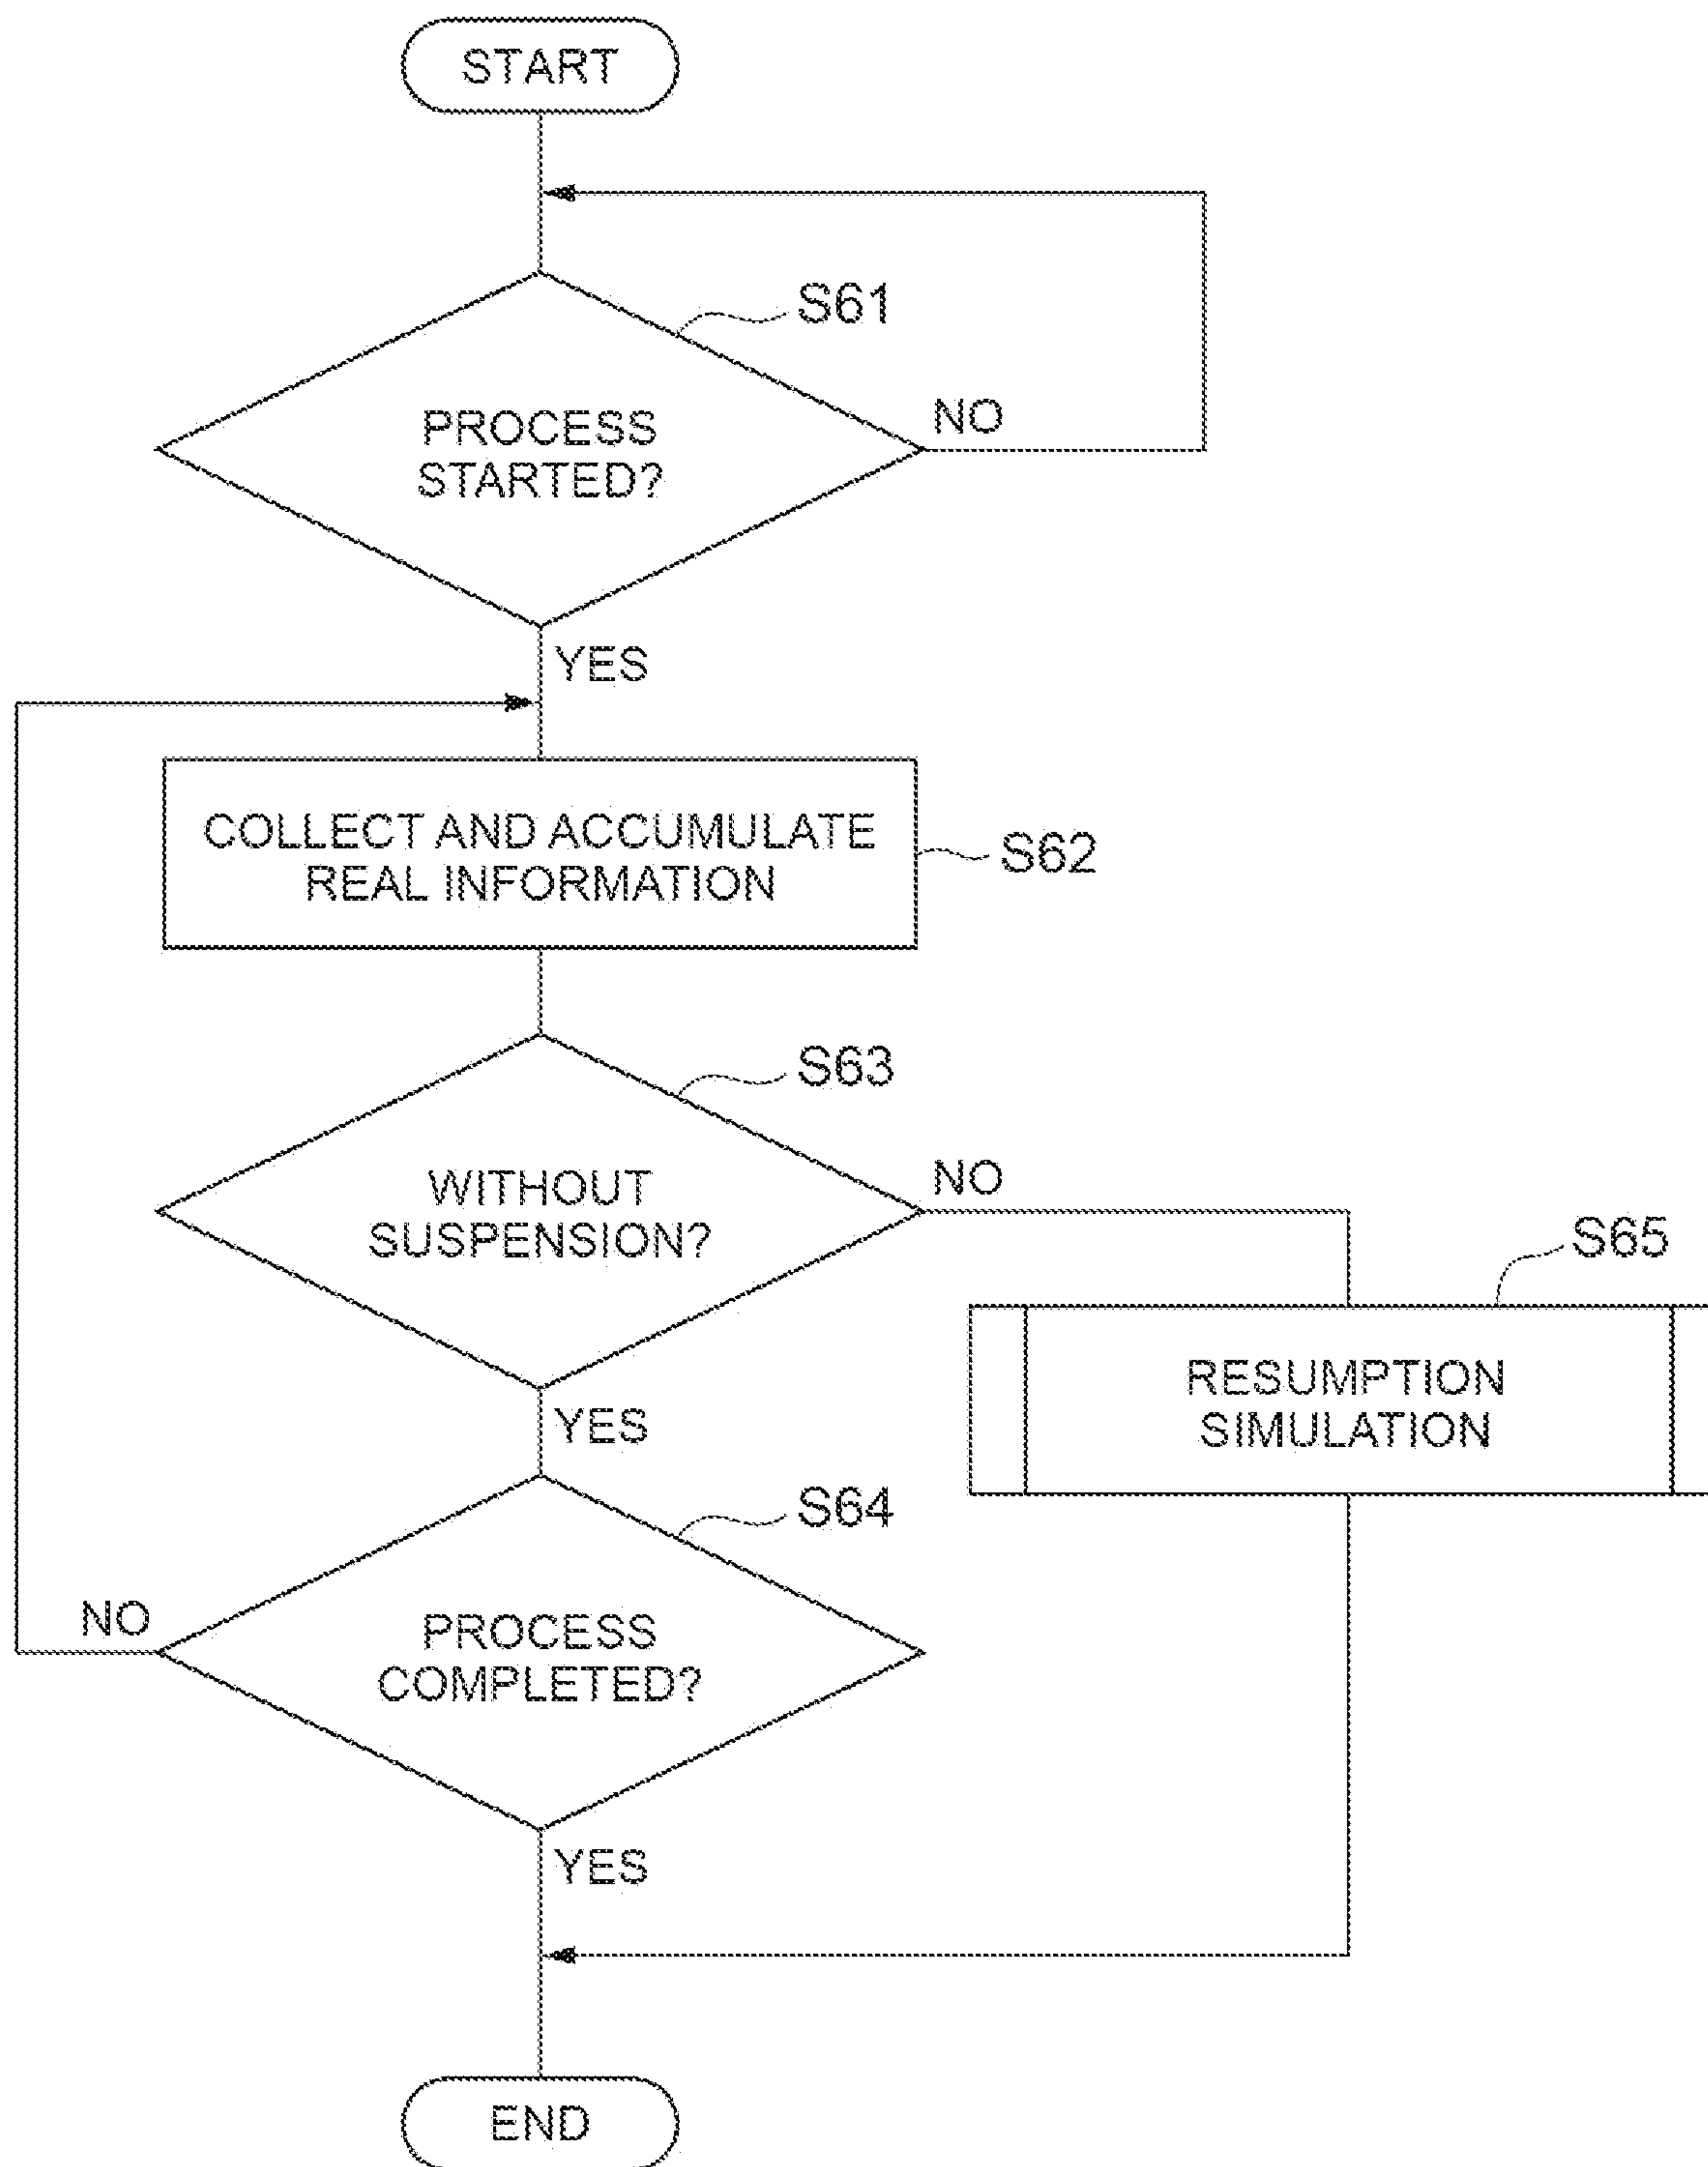 START
S61
PROCESS
STARTED?
NO
YES
COLLECT AND ACCUMULATE
REAL INFORMATION
S62
S63
WITHOUT
SUSPENSION?
NO
S65
RESUMPTION
SIMULATION
YES
S64
NO
PROCESS
COMPLETED?
YES
END